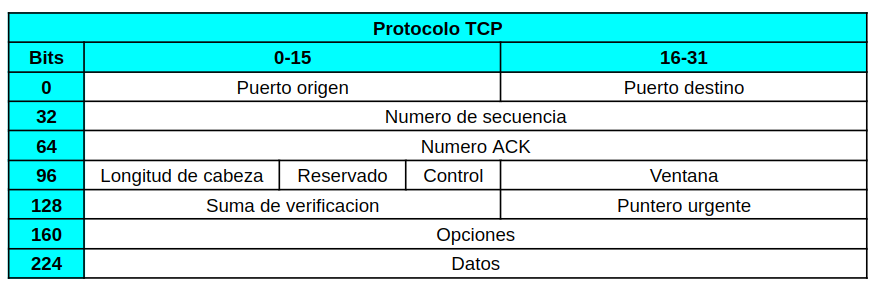 Protocolo TCP
Bits 0-15 16-31
0 Puerto origen Puerto destino
32 Numero de secuencia
64 Numero ACK
96 Longitud de cabeza Reservado Control Ventana
128 Suma de verificacion Puntero urgente
160 Opciones
224 Datos